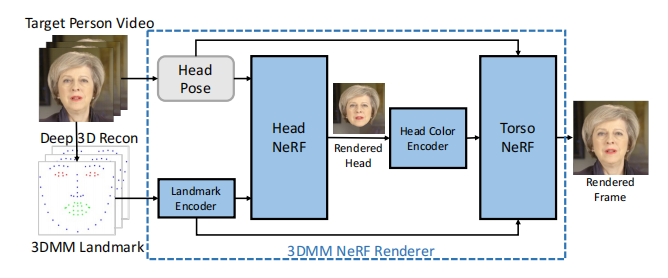 Target Person Video
Head
Pose
Deep 3D Recon
Head
NeRF
Rendered
Head
Head Color
Encoder
Torso
NeRF
Rendered
Frame
Landmark
Encoder
3DMM Landmark
3DMM NeRF Renderer